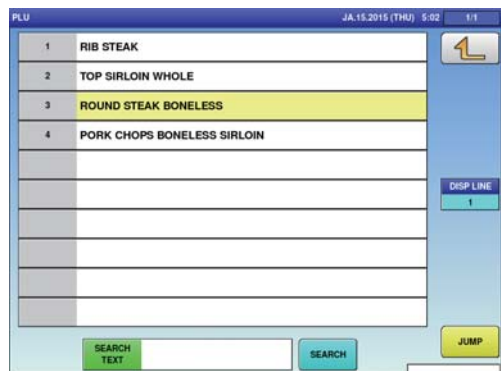 PLU JA.15.2015 (THU) 5:02 1/1
1 RIB STEAK
2 TOP SIRLOIN WHOLE
3 ROUND STEAK BONELESS
4 PORK CHOPS BONELESS SIRLOIN
DISP LINE
1
SEARCH TEXT
SEARCH
JUMP